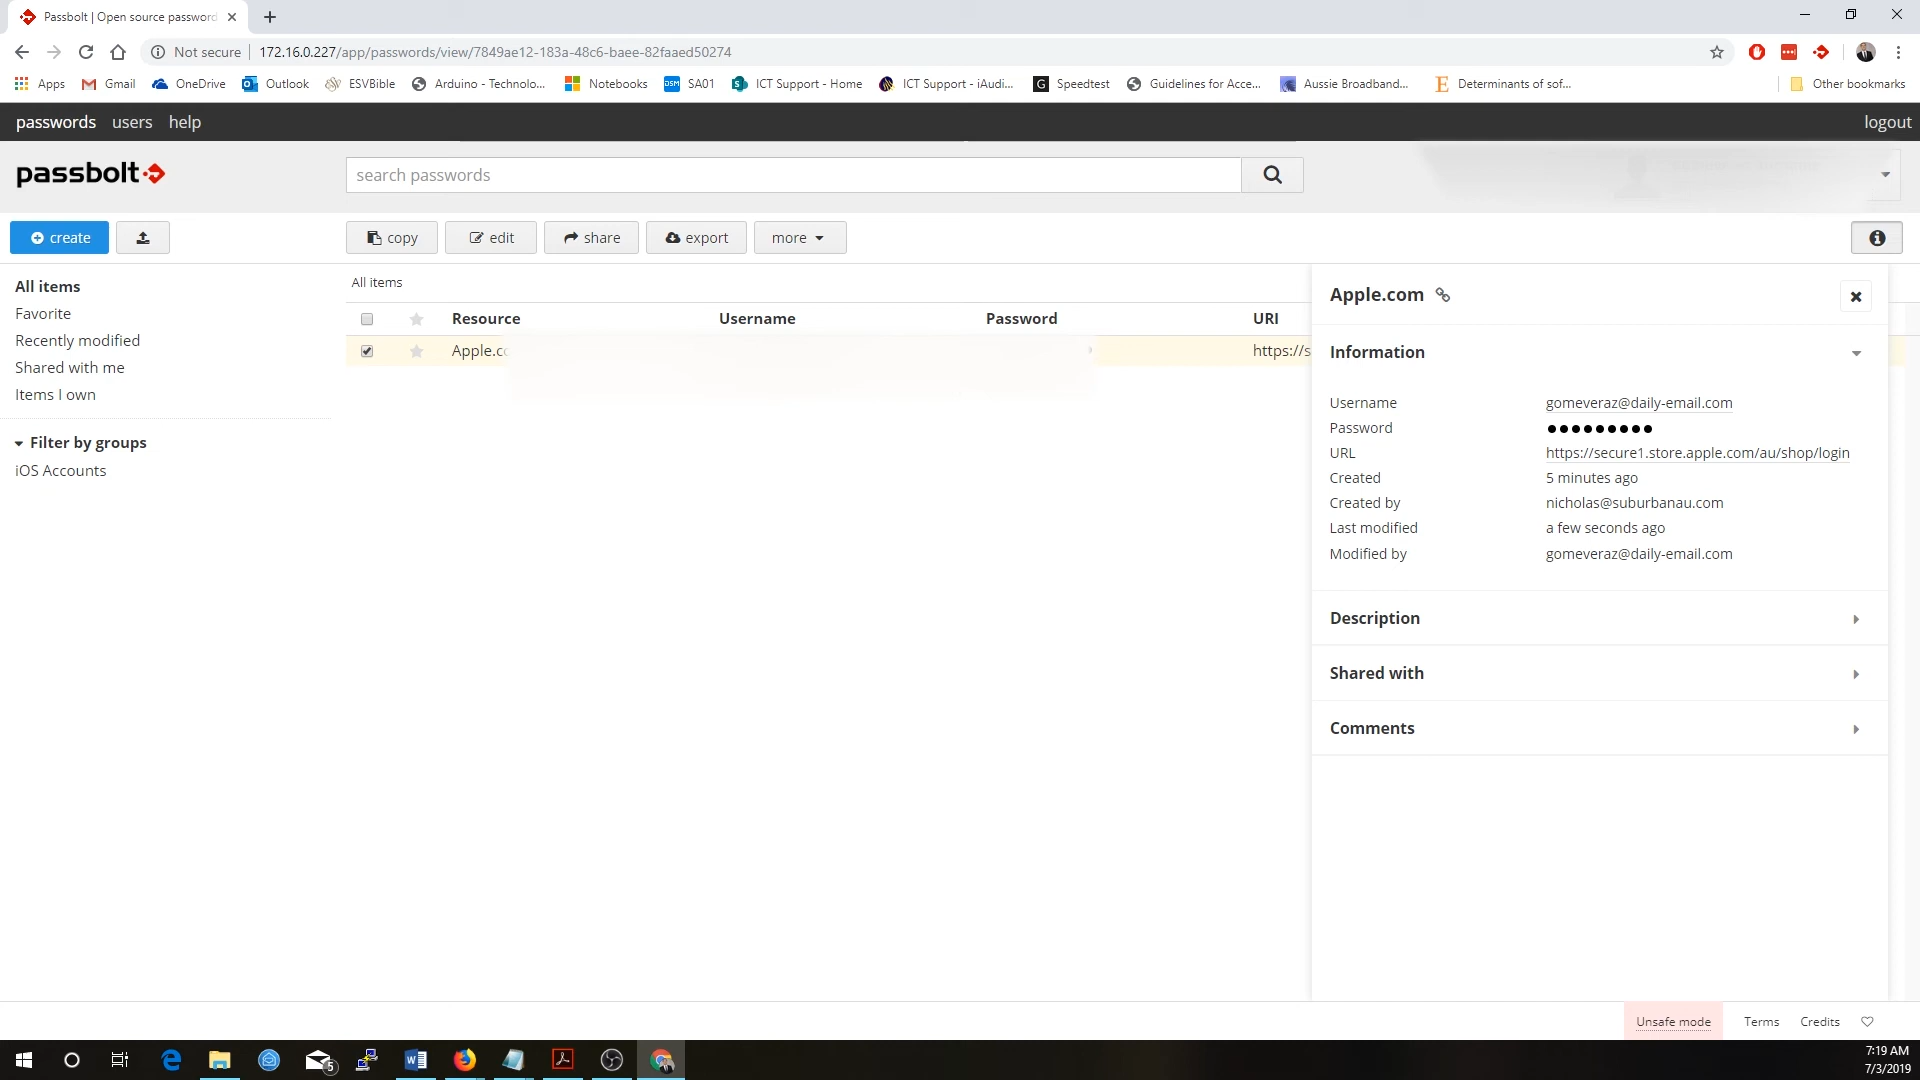 Passbolt | Open source password
Not secure | 172.16.0.227/app/passwords/view/7849ae12-183a-48c6-baee-82faaed50274
Apps Gmail OneDrive Outlook ESVBible Arduino - Technolo... Notebooks SA01 ICT Support - Home ICT Support - iAudi... Speedtest Guidelines for Acce... Aussie Broadband... Determinants of sof... Other bookmarks
passwords users help logout
passbolt
search passwords
create copy edit share export more
All items
Favorite
Recently modified
Shared with me
Items I own
Filter by groups
iOS Accounts
All items
Resource Username Password URI
Apple.co https://s
Apple.com
Information
Username gomeveraz@daily-email.com
Password ●●●●●●●●●
URL https://secure1.store.apple.com/au/shop/login
Created 5 minutes ago
Created by nicholas@suburbanau.com
Last modified a few seconds ago
Modified by gomeveraz@daily-email.com
Description
Shared with
Comments
Unsafe mode Terms Credits
5
7:19 AM
7/3/2019